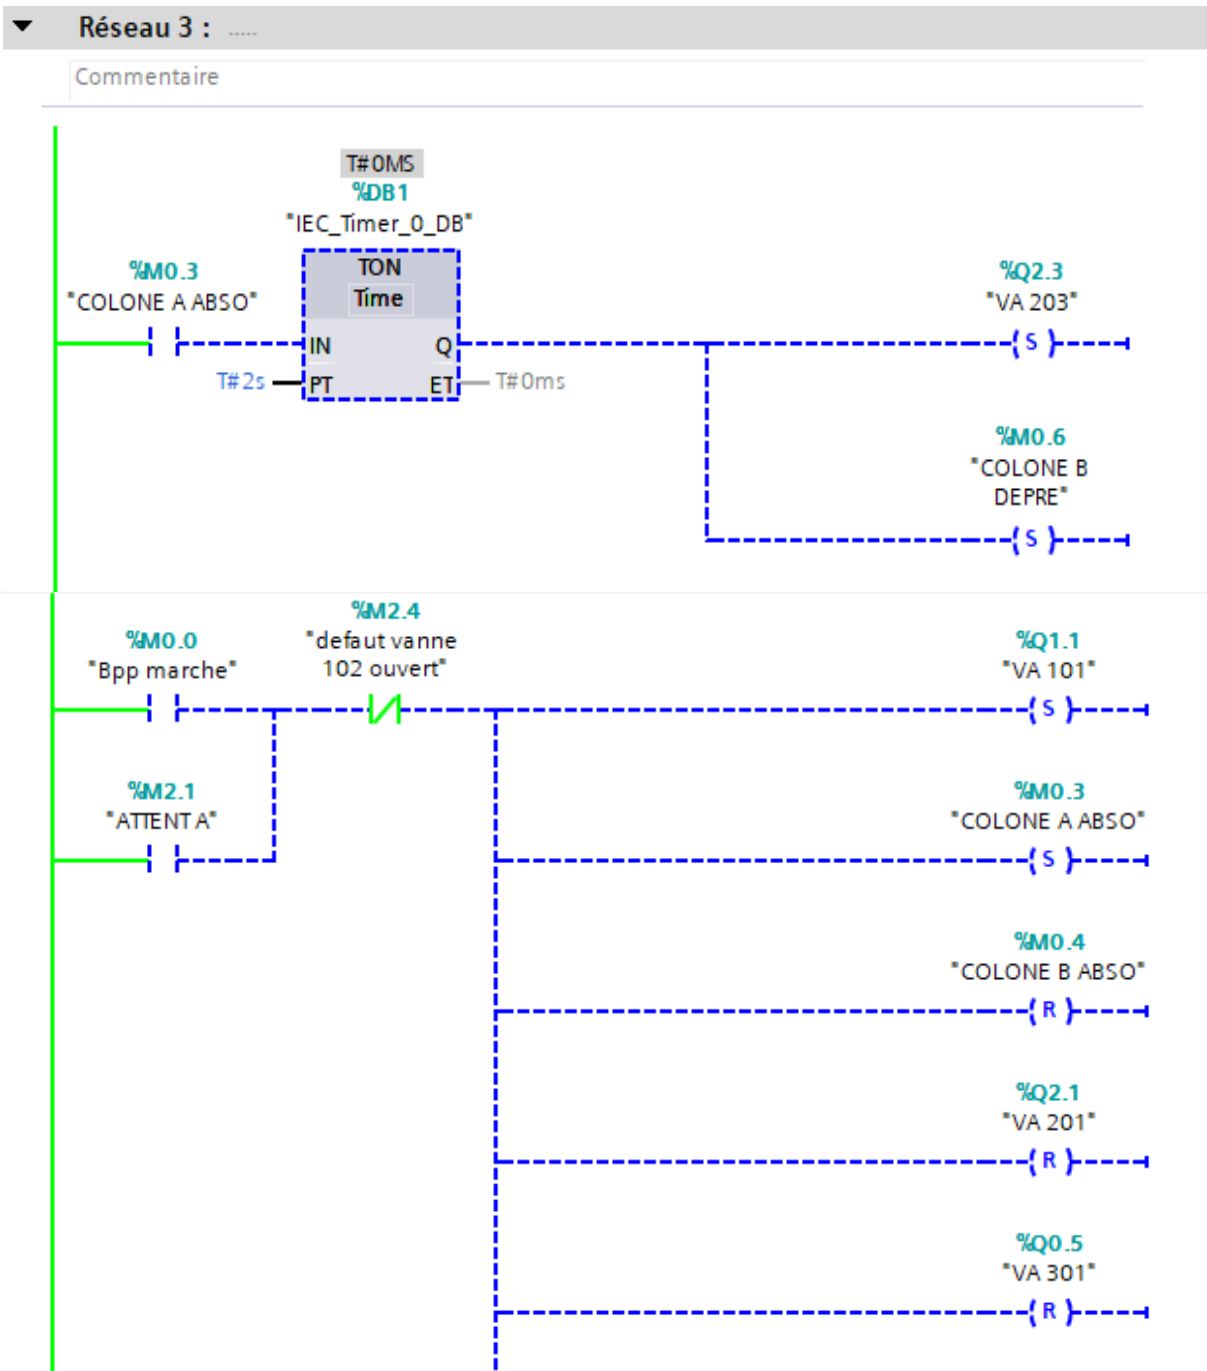 Réseau 3 : .....
Commentaire
T#0MS
%DB1
"IEC_Timer_0_DB"
%M0.3
"COLONE A ABSO"
TON
Time
IN
Q
T#2s
PT
ET
T#0ms
%Q2.3
"VA 203"
S
%M0.6
"COLONE B
DEPRE"
S
%M0.0
"Bpp marche"
%M2.4
"defaut vanne
102 ouvert"
%Q1.1
"VA 101"
S
%M2.1
"ATTENT A"
%M0.3
"COLONE A ABSO"
S
%M0.4
"COLONE B ABSO"
R
%Q2.1
"VA 201"
R
%Q0.5
"VA 301"
R